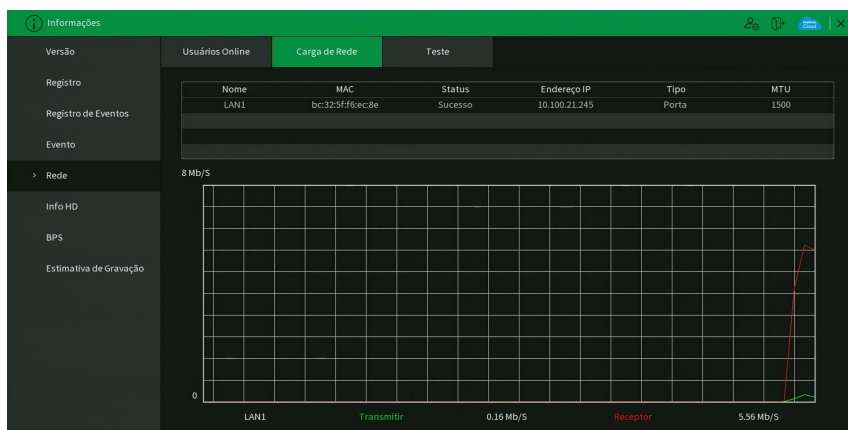 Informações
Cloud
Versão
Registro
Registro de Eventos
Evento
Rede
Info HD
BPS
Estimativa de Gravação
Usuários Online Carga de Rede Teste
Nome MAC Status Endereço IP Tipo MTU
LAN1 bc:32:5f:f6:ec:8e Sucesso 10.100.21.245 Porta 1500
8 Mb/S
0
LAN1 Transmitir 0.16 Mb/S Receptor 5.56 Mb/S